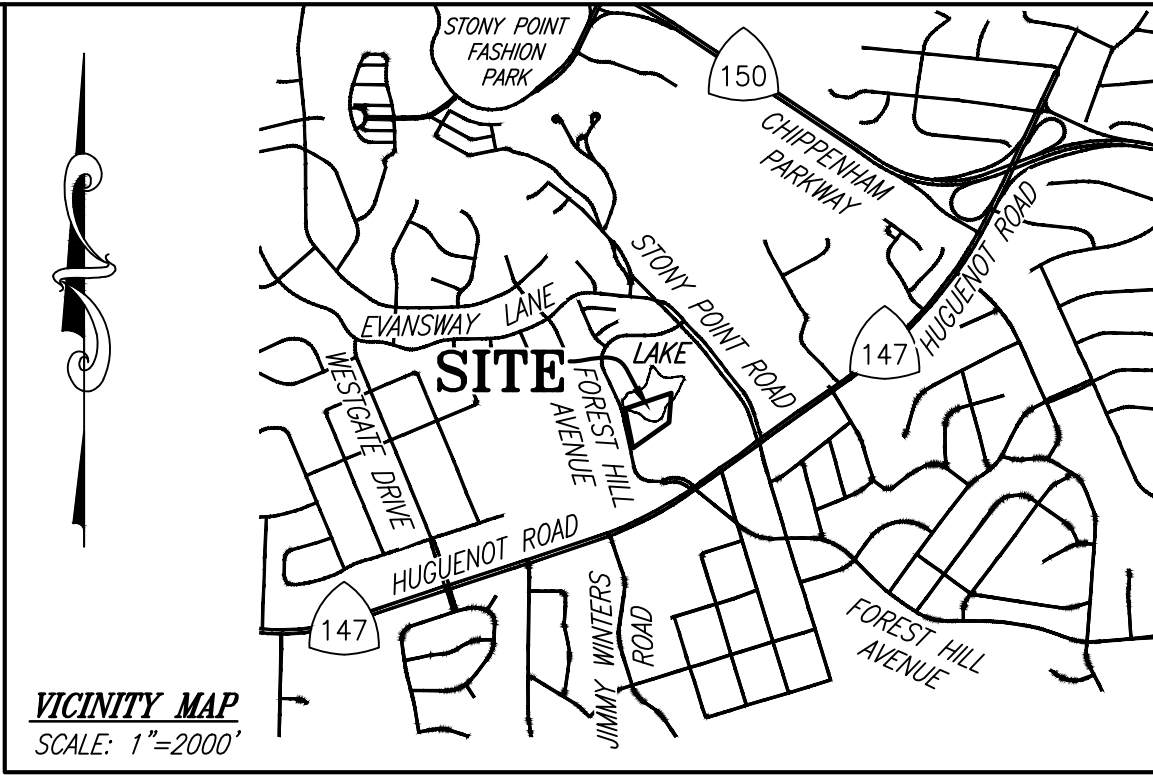 STONY POINT
FASHION
PARK
150
CHIPPENHAM
PARKWAY
HUGUENOT ROAD
147
STONY POINT ROAD
EVANSWAY LANE
SITE
LAKE
WESTGATE DRIVE
FOREST HILL
AVENUE
HUGUENOT ROAD
147
JIMMY WINTERS
ROAD
FOREST HILL
AVENUE
VICINITY MAP
SCALE: 1"=2000'